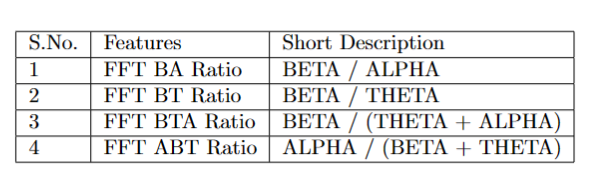 S.No. Features Short Description
1 FFT BA Ratio BETA / ALPHA
2 FFT BT Ratio BETA / THETA
3 FFT BTA Ratio BETA / (THETA + ALPHA)
4 FFT ABT Ratio ALPHA / (BETA + THETA)